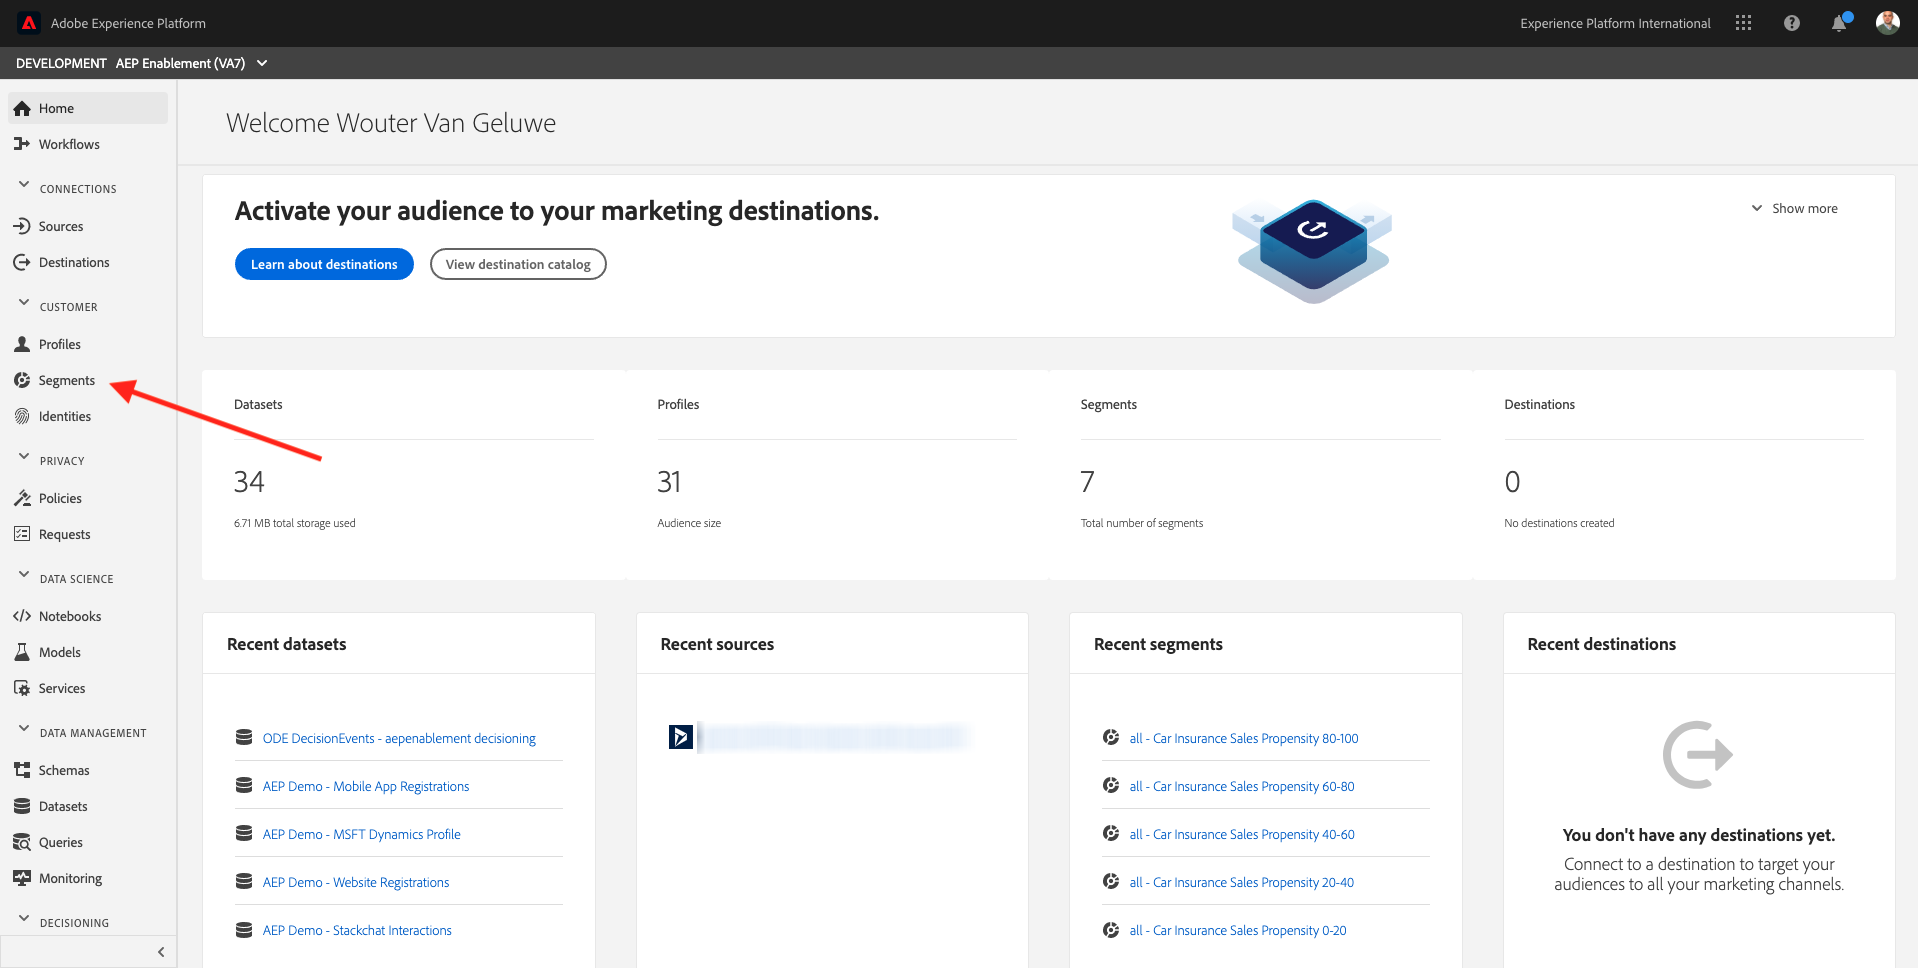 Adobe Experience Platform
Experience Platform International
DEVELOPMENT AEP Enablement (VA7)
Home
Workflows
CONNECTIONS
Sources
Destinations
CUSTOMER
Profiles
Segments
Identities
PRIVACY
Policies
Requests
DATA SCIENCE
Notebooks
Models
Services
DATA MANAGEMENT
Schemas
Datasets
Queries
Monitoring
DECISIONING
Welcome Wouter Van Geluwe
Activate your audience to your marketing destinations.
Show more
Learn about destinations
View destination catalog
Datasets
34
6.71 MB total storage used
Profiles
31
Audience size
Segments
7
Total number of segments
Destinations
0
No destinations created
Recent datasets
ODE DecisionEvents - aepenablement decisioning
AEP Demo - Mobile App Registrations
AEP Demo - MSFT Dynamics Profile
AEP Demo - Website Registrations
AEP Demo - Stackchat Interactions
Recent sources
Recent segments
all - Car Insurance Sales Propensity 80-100
all - Car Insurance Sales Propensity 60-80
all - Car Insurance Sales Propensity 40-60
all - Car Insurance Sales Propensity 20-40
all - Car Insurance Sales Propensity 0-20
Recent destinations
You don't have any destinations yet.
Connect to a destination to target your
audiences to all your marketing channels.